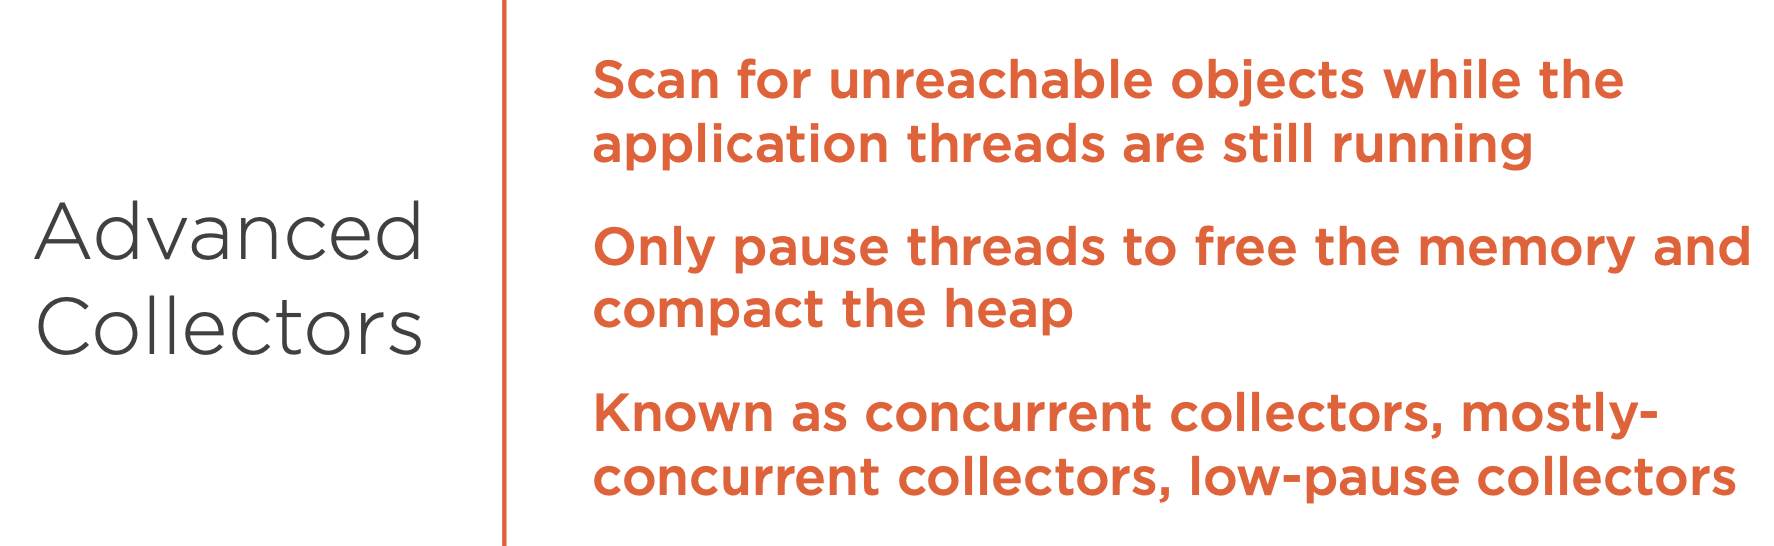 Advanced
Collectors
Scan for unreachable objects while the
application threads are still running
Only pause threads to free the memory and
compact the heap
Known as concurrent collectors, mostly-
concurrent collectors, low-pause collectors